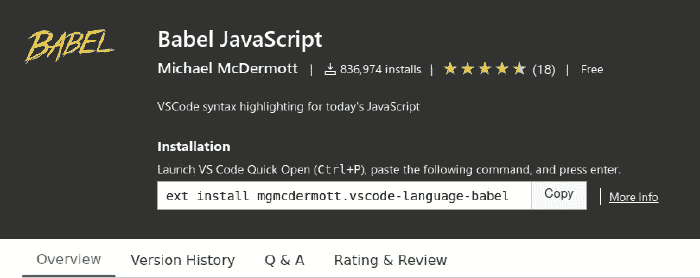 BABEL
Babel JavaScript
Michael McDermott | 836,974 installs | (18) | Free
VSCode syntax highlighting for today's JavaScript
Installation
Launch VS Code Quick Open (Ctrl+P), paste the following command, and press enter.
ext install mgmcdermott.vscode-language-babel Copy | More Info
Overview Version History Q & A Rating & Review